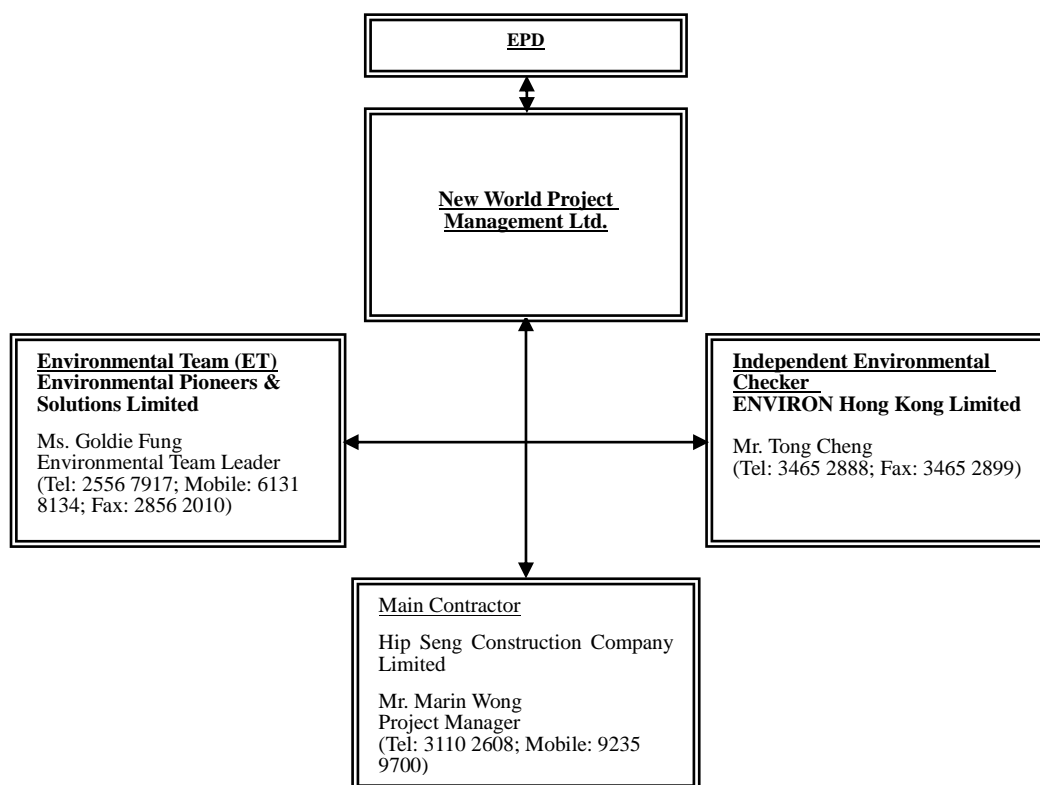 EPD
New World Project
Management Ltd.
Environmental Team (ET)
Environmental Pioneers &
Solutions Limited
Ms. Goldie Fung
Environmental Team Leader
(Tel: 2556 7917; Mobile: 6131
8134; Fax: 2856 2010)
Independent Environmental
Checker
ENVIRON Hong Kong Limited
Mr. Tong Cheng
(Tel: 3465 2888; Fax: 3465 2899)
Main Contractor
Hip Seng Construction Company
Limited
Mr. Marin Wong
Project Manager
(Tel: 3110 2608; Mobile: 9235
9700)